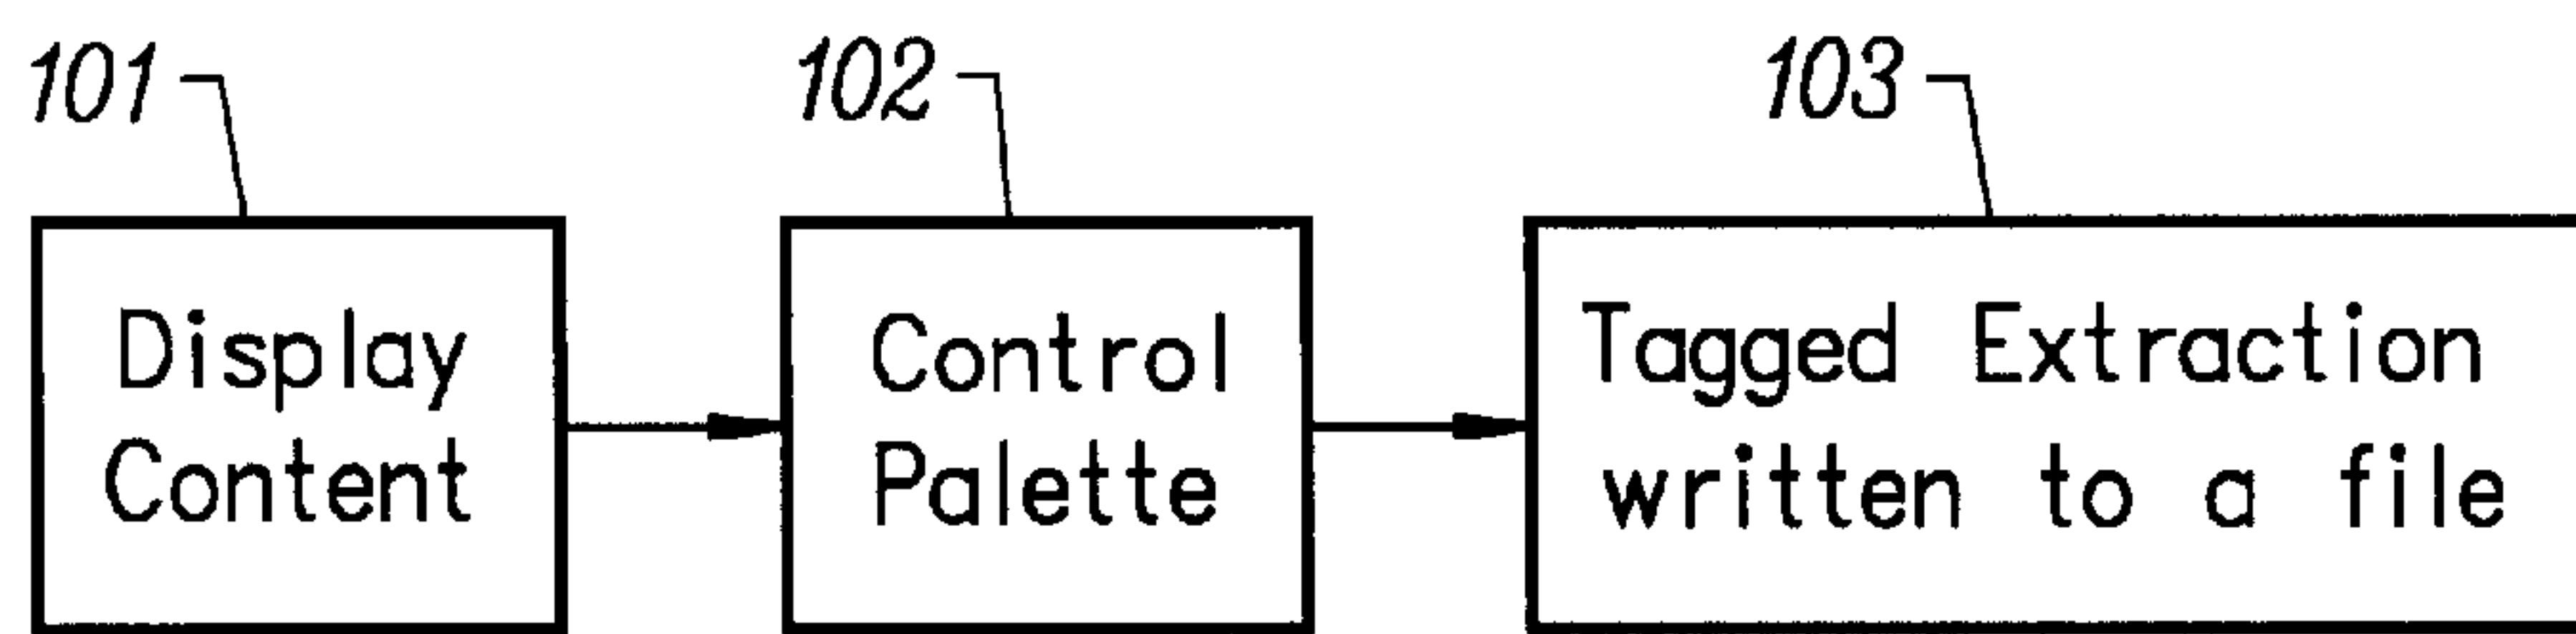 101
102
103
Display
Content
Control
Palette
Tagged Extraction
written to a file